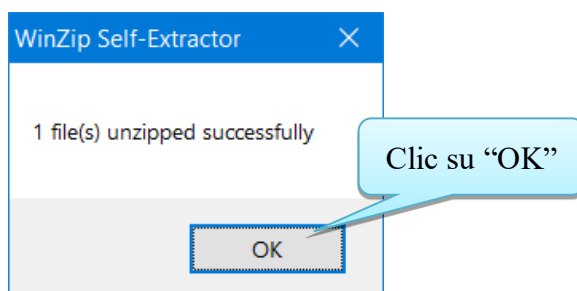 WinZip Self-Extractor
1 file(s) unzipped successfully
Clic su “OK”
OK